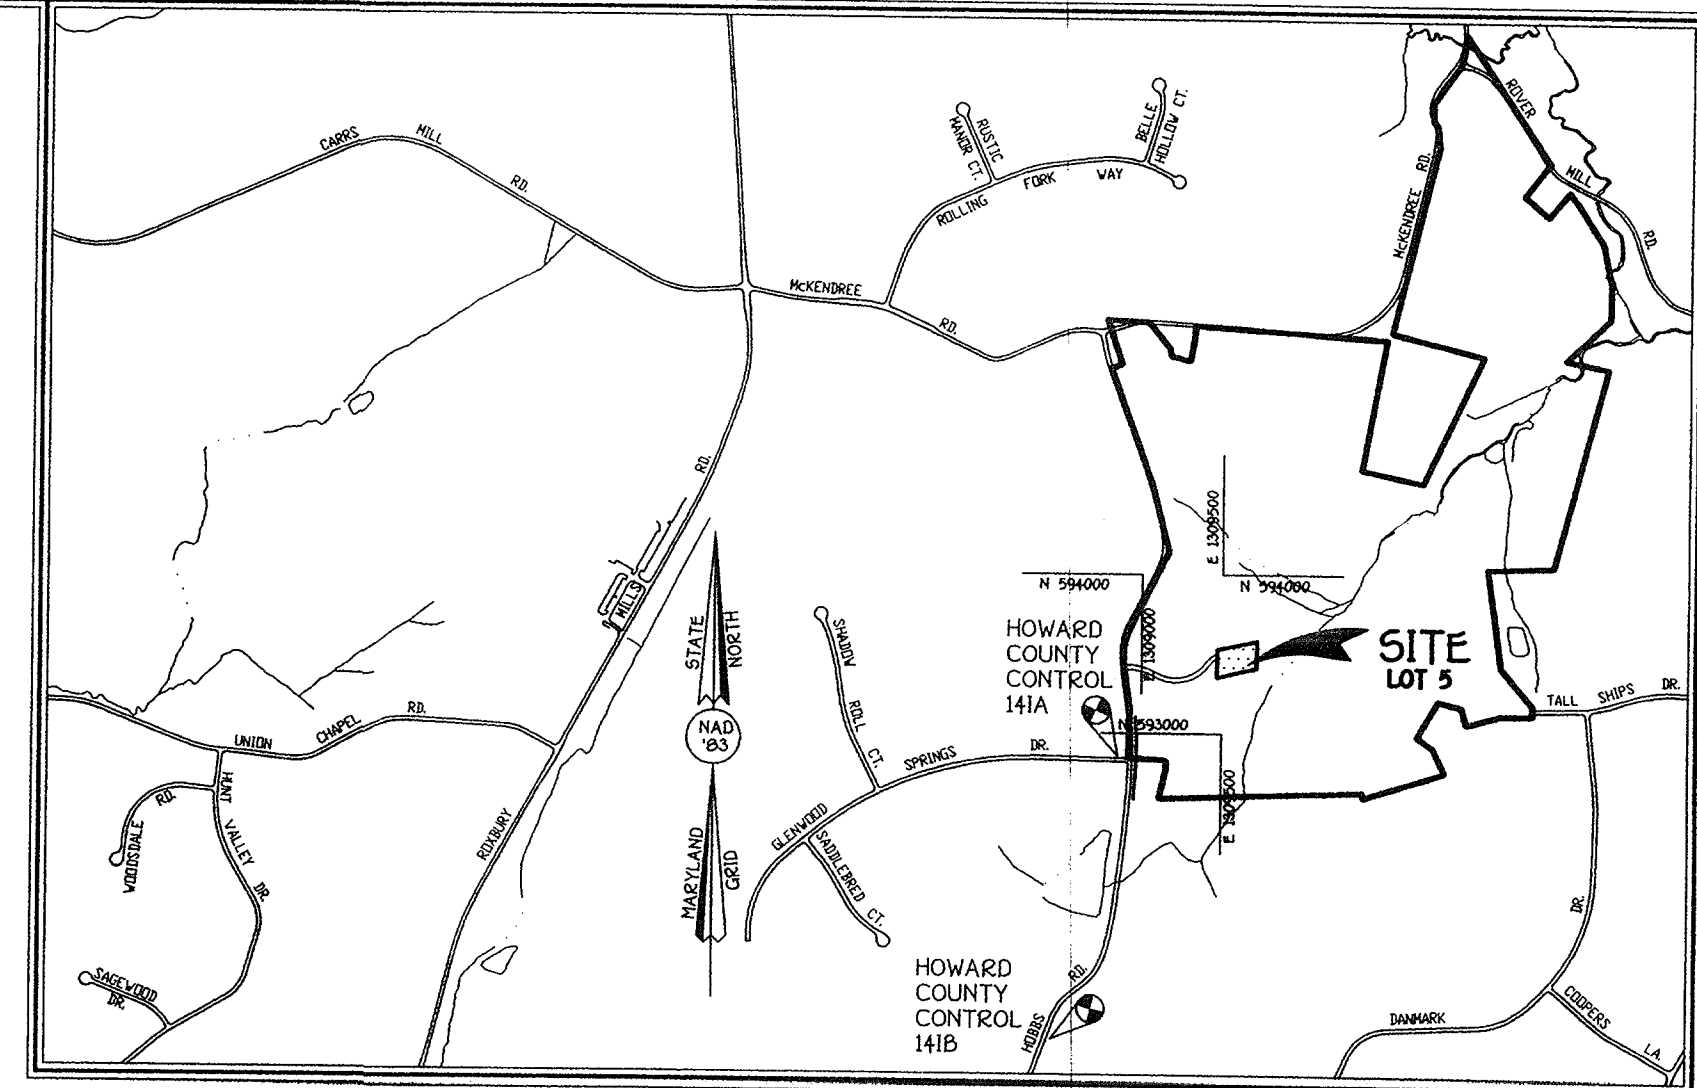 CARRS MILL RD.
RUSTIC
MANOR CT.
BELLE
HOLLOW CT.
ROLLING FORK WAY
ROVER MILL RD.
McKENDREE RD.
McKENDREE RD.
RD.
MILLS
ROXBURY
E 1309500
N 594000
N 594000
E 1309000
STATE
NORTH
NAD
'83
MARYLAND
GRID
SHADOW ROLL CT.
HOWARD
COUNTY
CONTROL
141A
SITE
LOT 5
TALL SHIPS DR.
N 593000
E 1309500
UNION CHAPEL RD.
HUNT VALLEY DR.
WOODSDALE RD.
SAGEWOOD
DR.
GLENWOOD SPRINGS DR.
SADDLEBRED CT.
HOWARD
COUNTY
CONTROL
141B
HOBBS RD.
DANMARK DR.
COOPERS LA.